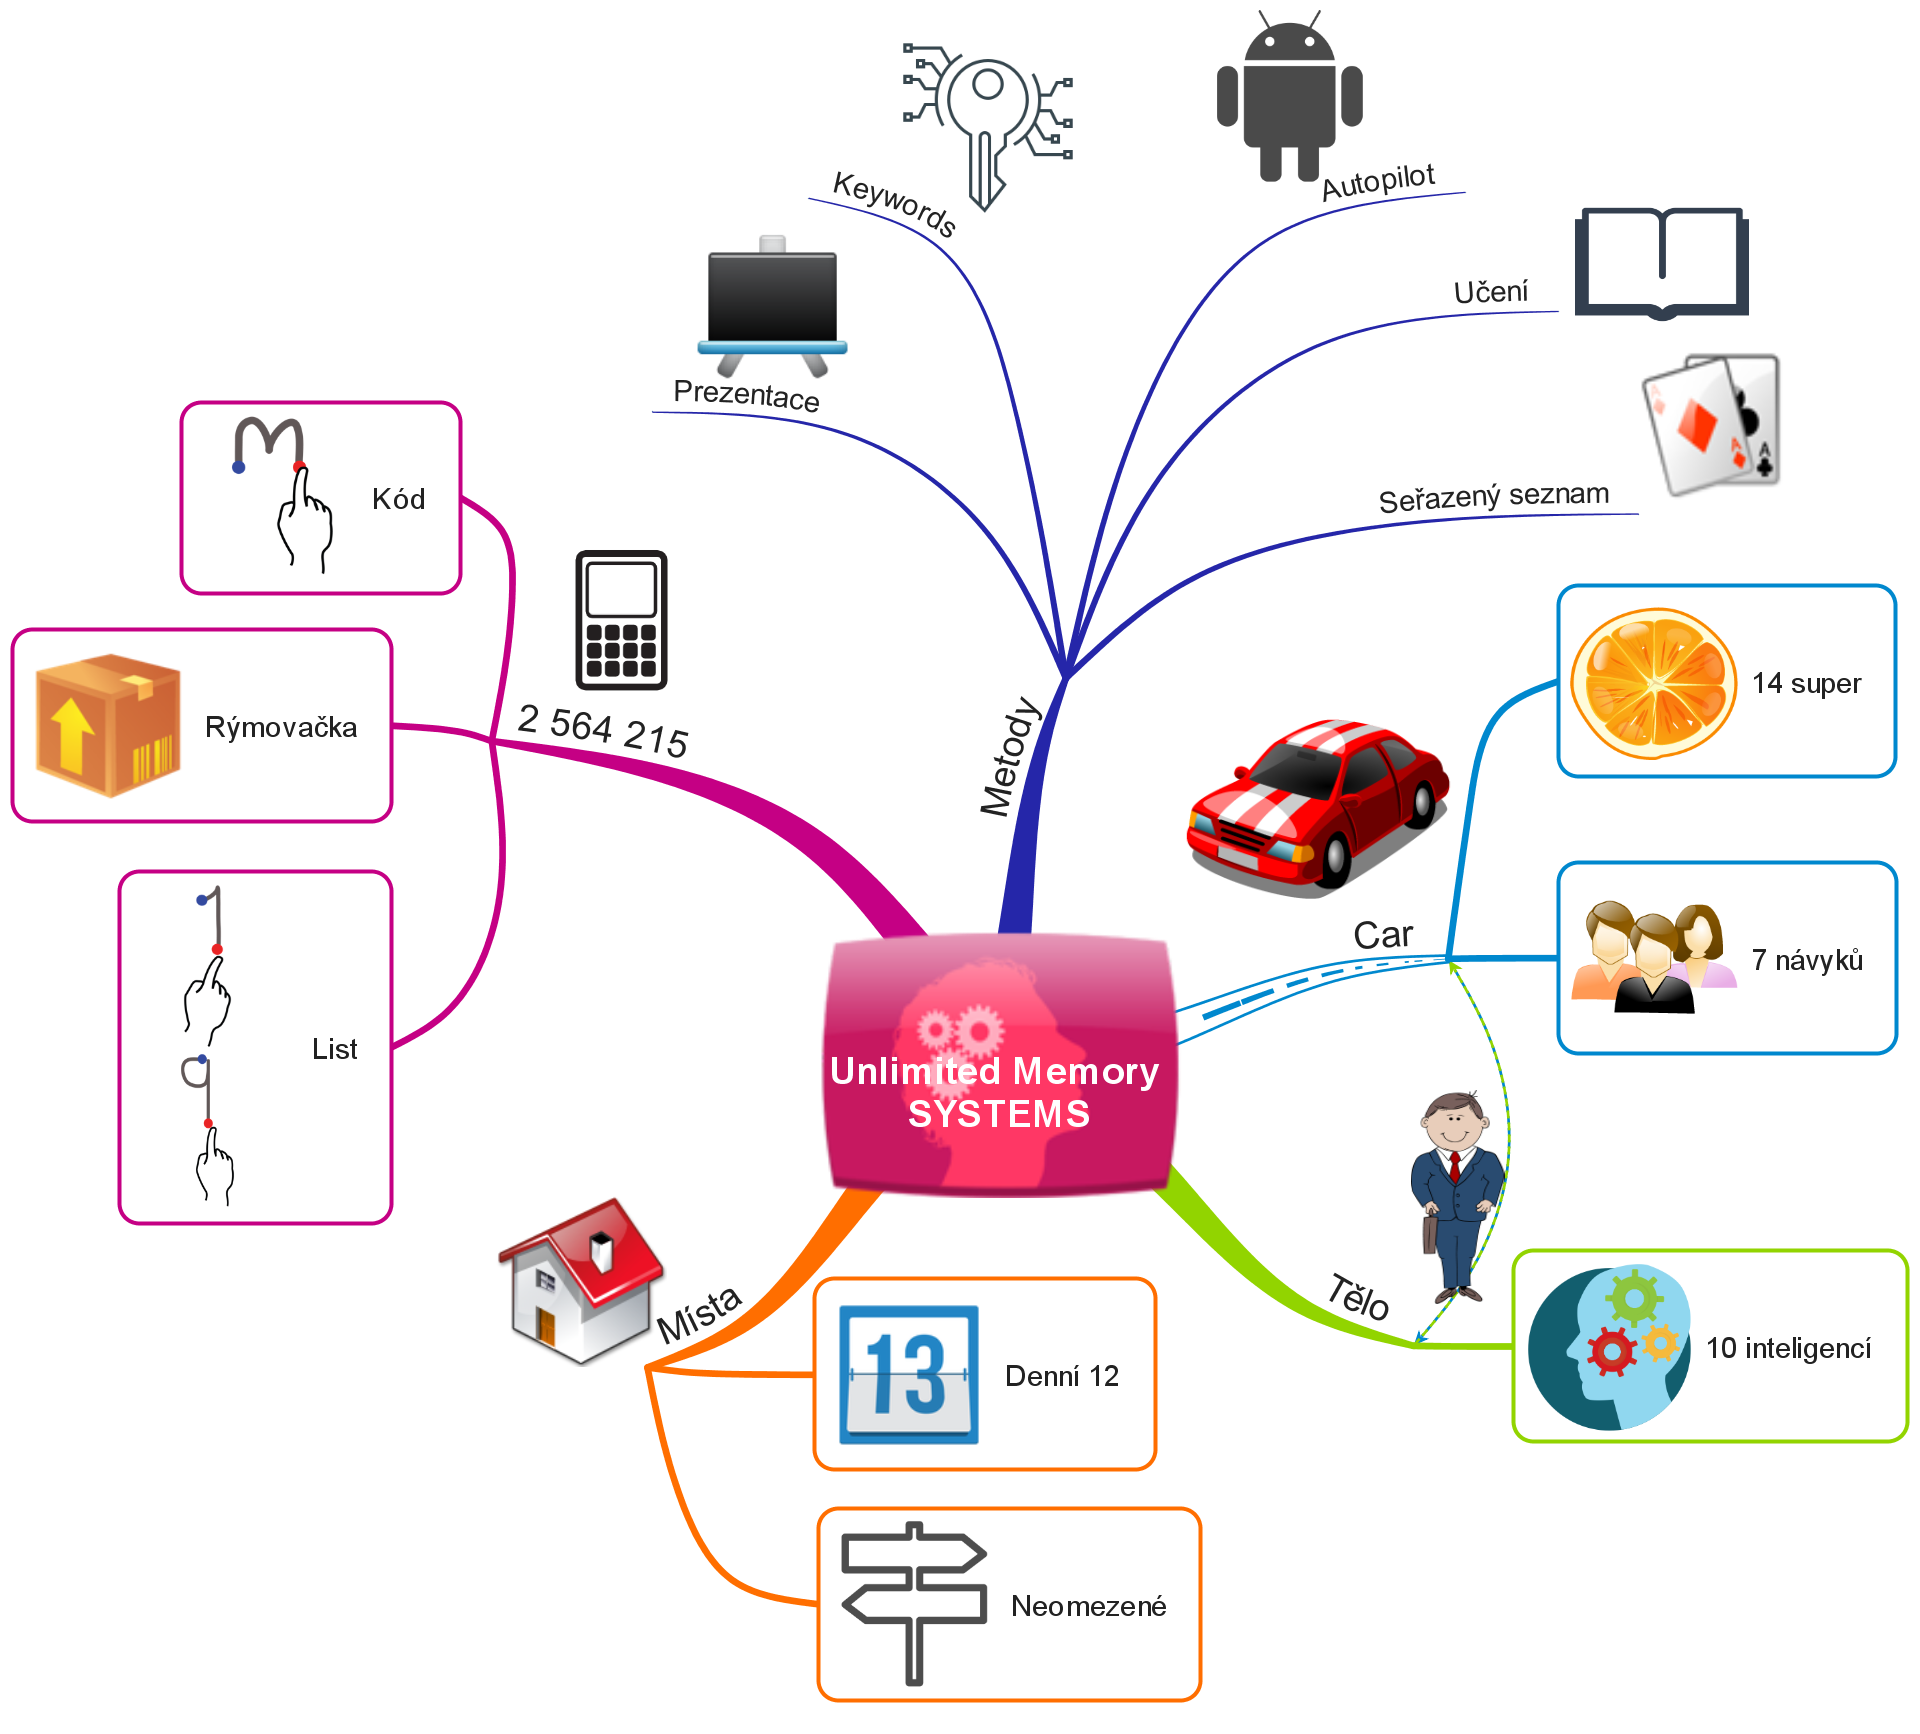 Keywords
Autopilot
Učení
Prezentace
A
A
A
Seřazený seznam
Kód
Rýmovačka
List
2 564 215
Metody
14 super
Car
7 návyků
Unlimited Memory
SYSTEMS
Tělo
10 inteligencí
Místa
13
Denní 12
Neomezené